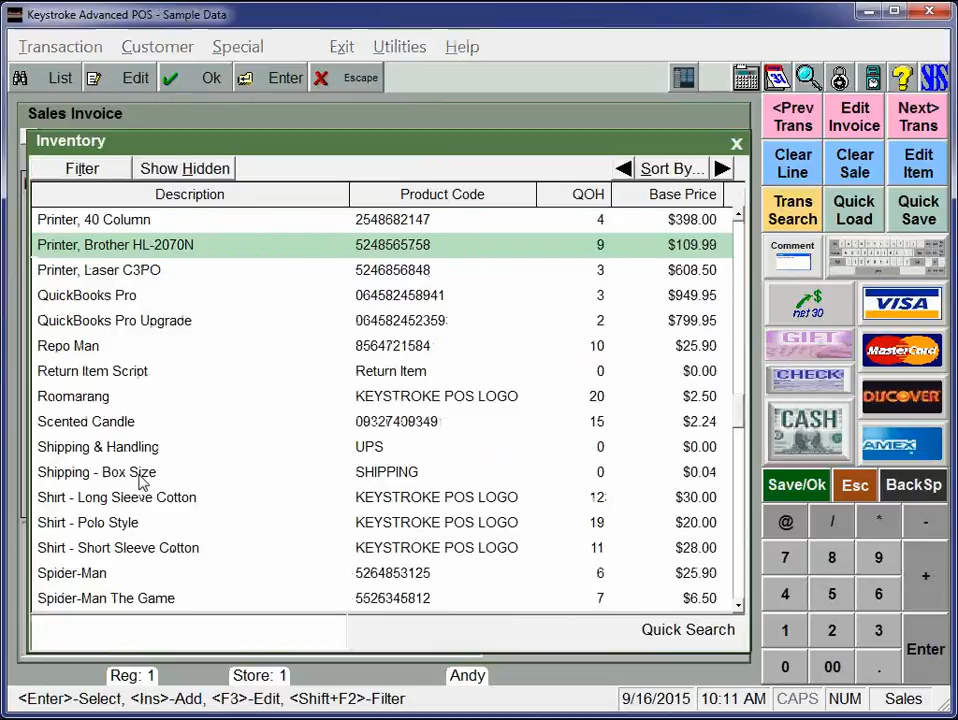 Keystroke Advanced POS - Sample Data
Transaction Customer Special Exit Utilities Help
List Edit Ok Enter Escape
Sales Invoice
<Prev Trans Edit Invoice Next> Trans
Inventory
Filter Show Hidden Sort By...
Clear Line Clear Sale Edit Item
Description Product Code QOH Base Price
Trans Search Quick Load Quick Save
Printer, 40 Column 2548682147 4 $398.00
Printer, Brother HL-2070N 5248565758 9 $109.99
Printer, Laser C3PO 5246856848 3 $608.50
QuickBooks Pro 064582458941 3 $949.95
QuickBooks Pro Upgrade 064582452359 2 $799.95
Repo Man 8564721584 10 $25.90
Return Item Script Return Item 0 $0.00
Roomarang KEYSTROKE POS LOGO 20 $2.50
Scented Candle 09327409349 15 $2.24
Shipping & Handling UPS 0 $0.00
Shipping - Box Size SHIPPING 0 $0.04
Shirt - Long Sleeve Cotton KEYSTROKE POS LOGO 12 $30.00
Shirt - Polo Style KEYSTROKE POS LOGO 19 $20.00
Shirt - Short Sleeve Cotton KEYSTROKE POS LOGO 11 $28.00
Spider-Man 5264853125 6 $25.90
Spider-Man The Game 5526345812 7 $6.50
Quick Search
Comment
net 30 VISA
GIFT MasterCard
CHECK DISCOVER
CASH AMEX
Save/Ok Esc BackSp
@ / * -
7 8 9 +
4 5 6
1 2 3 Enter
0 00 .
Reg: 1 Store: 1 Andy
<Enter>-Select, <Ins>-Add, <F3>-Edit, <Shift+F2>-Filter 9/16/2015 10:11 AM CAPS NUM Sales